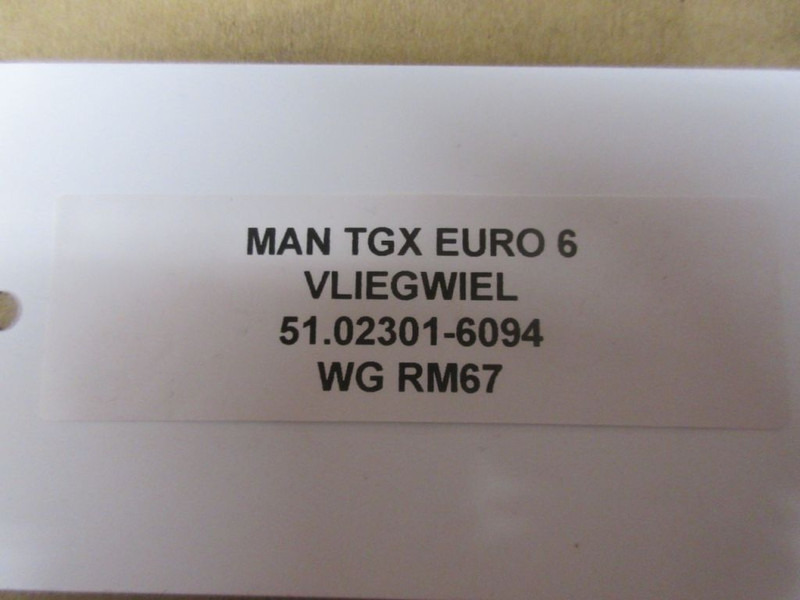 MAN TGX EURO 6
VLIEGWIEL
51.02301-6094
WG RM67